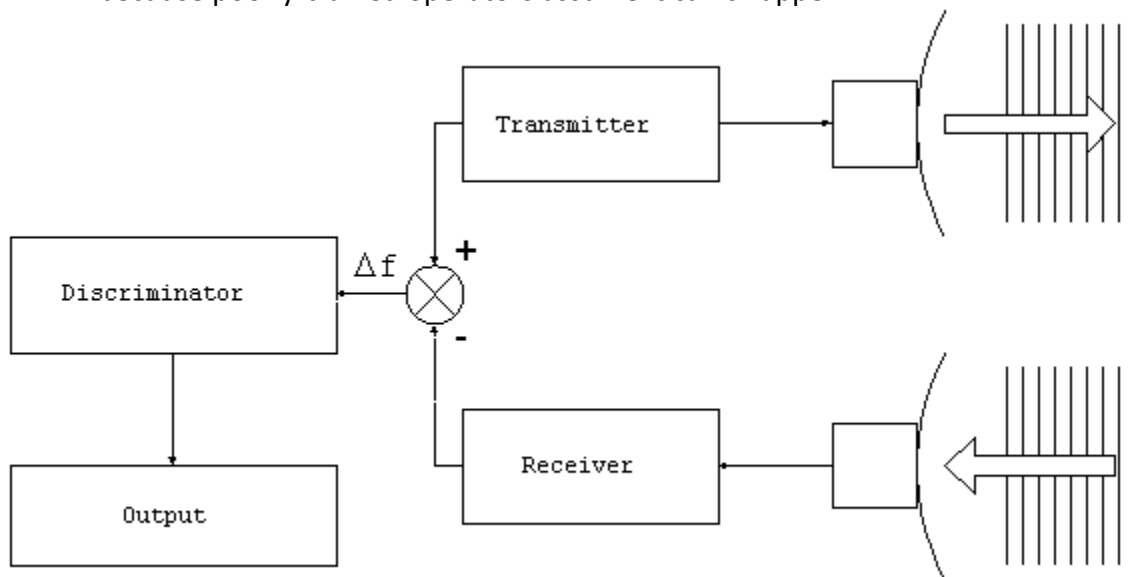 Transmitter
+
Δf
Discriminator
-
Receiver
Output